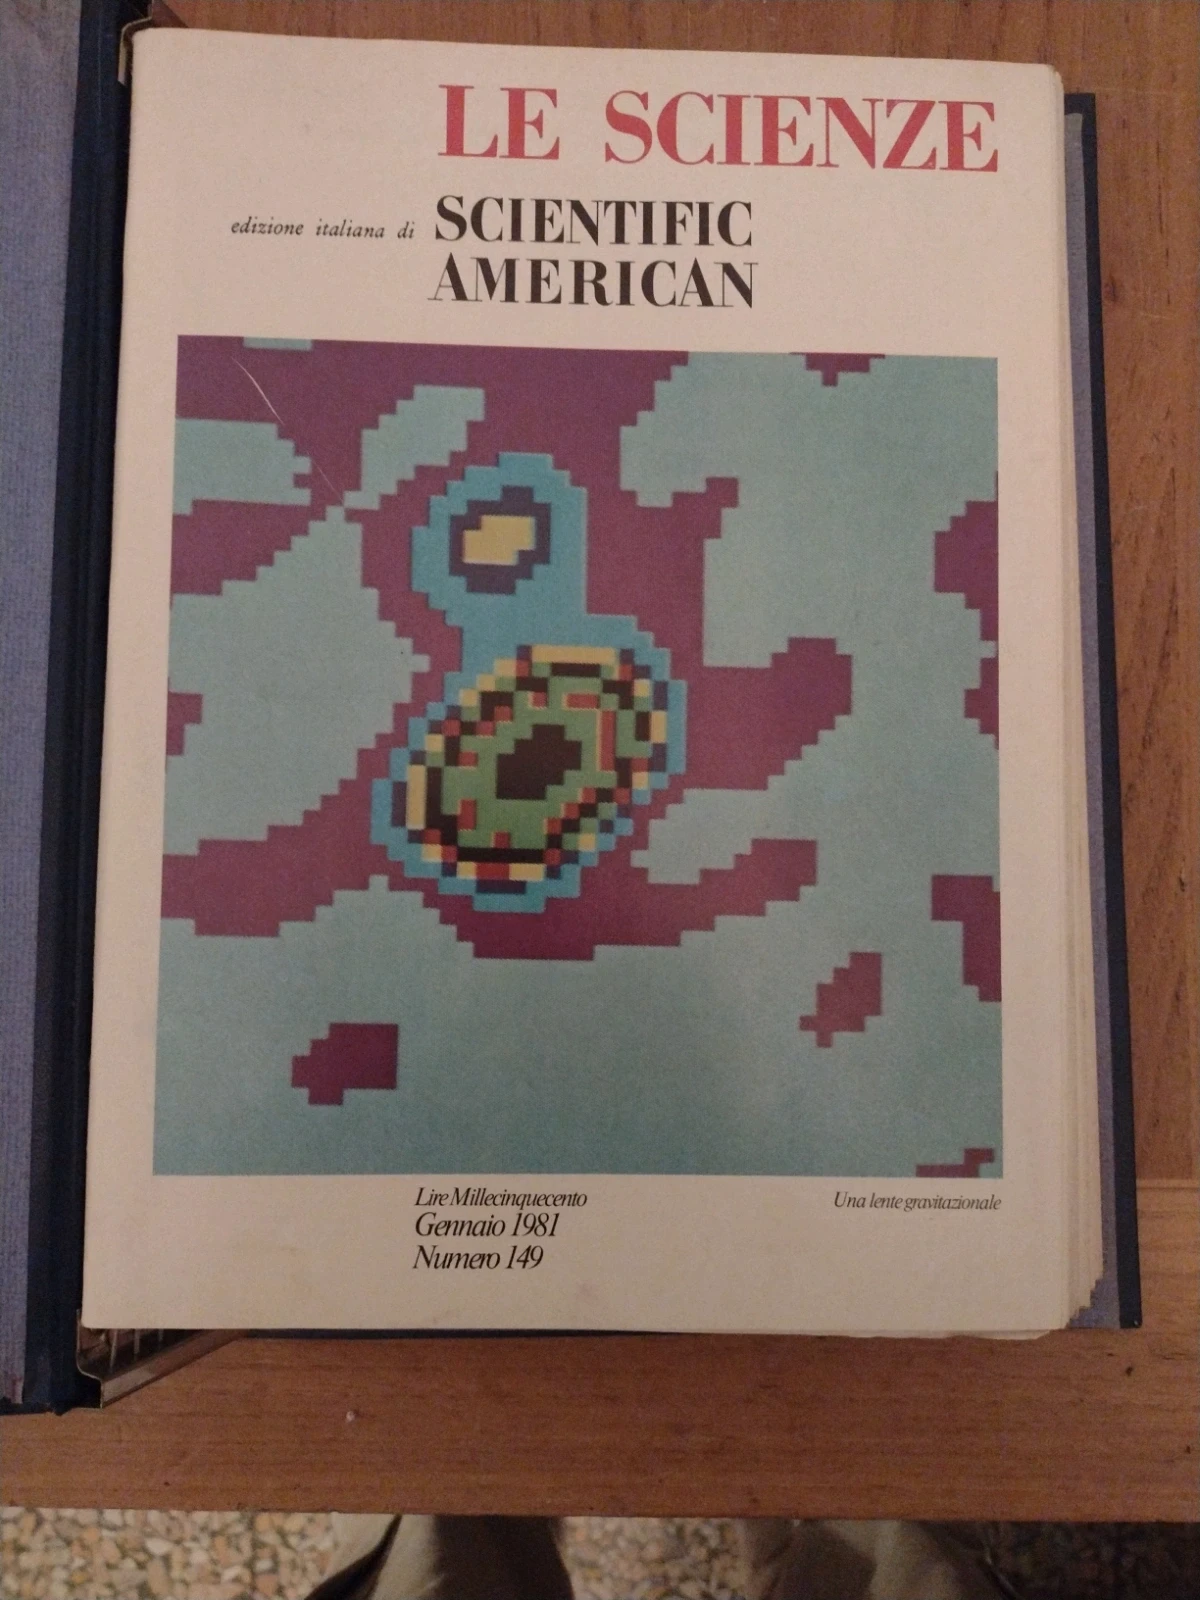 LE SCIENZE
edizione italiana di SCIENTIFIC
AMERICAN
Lire Millecinquecento
Gennaio 1981
Numero 149
Una lente gravitazionale